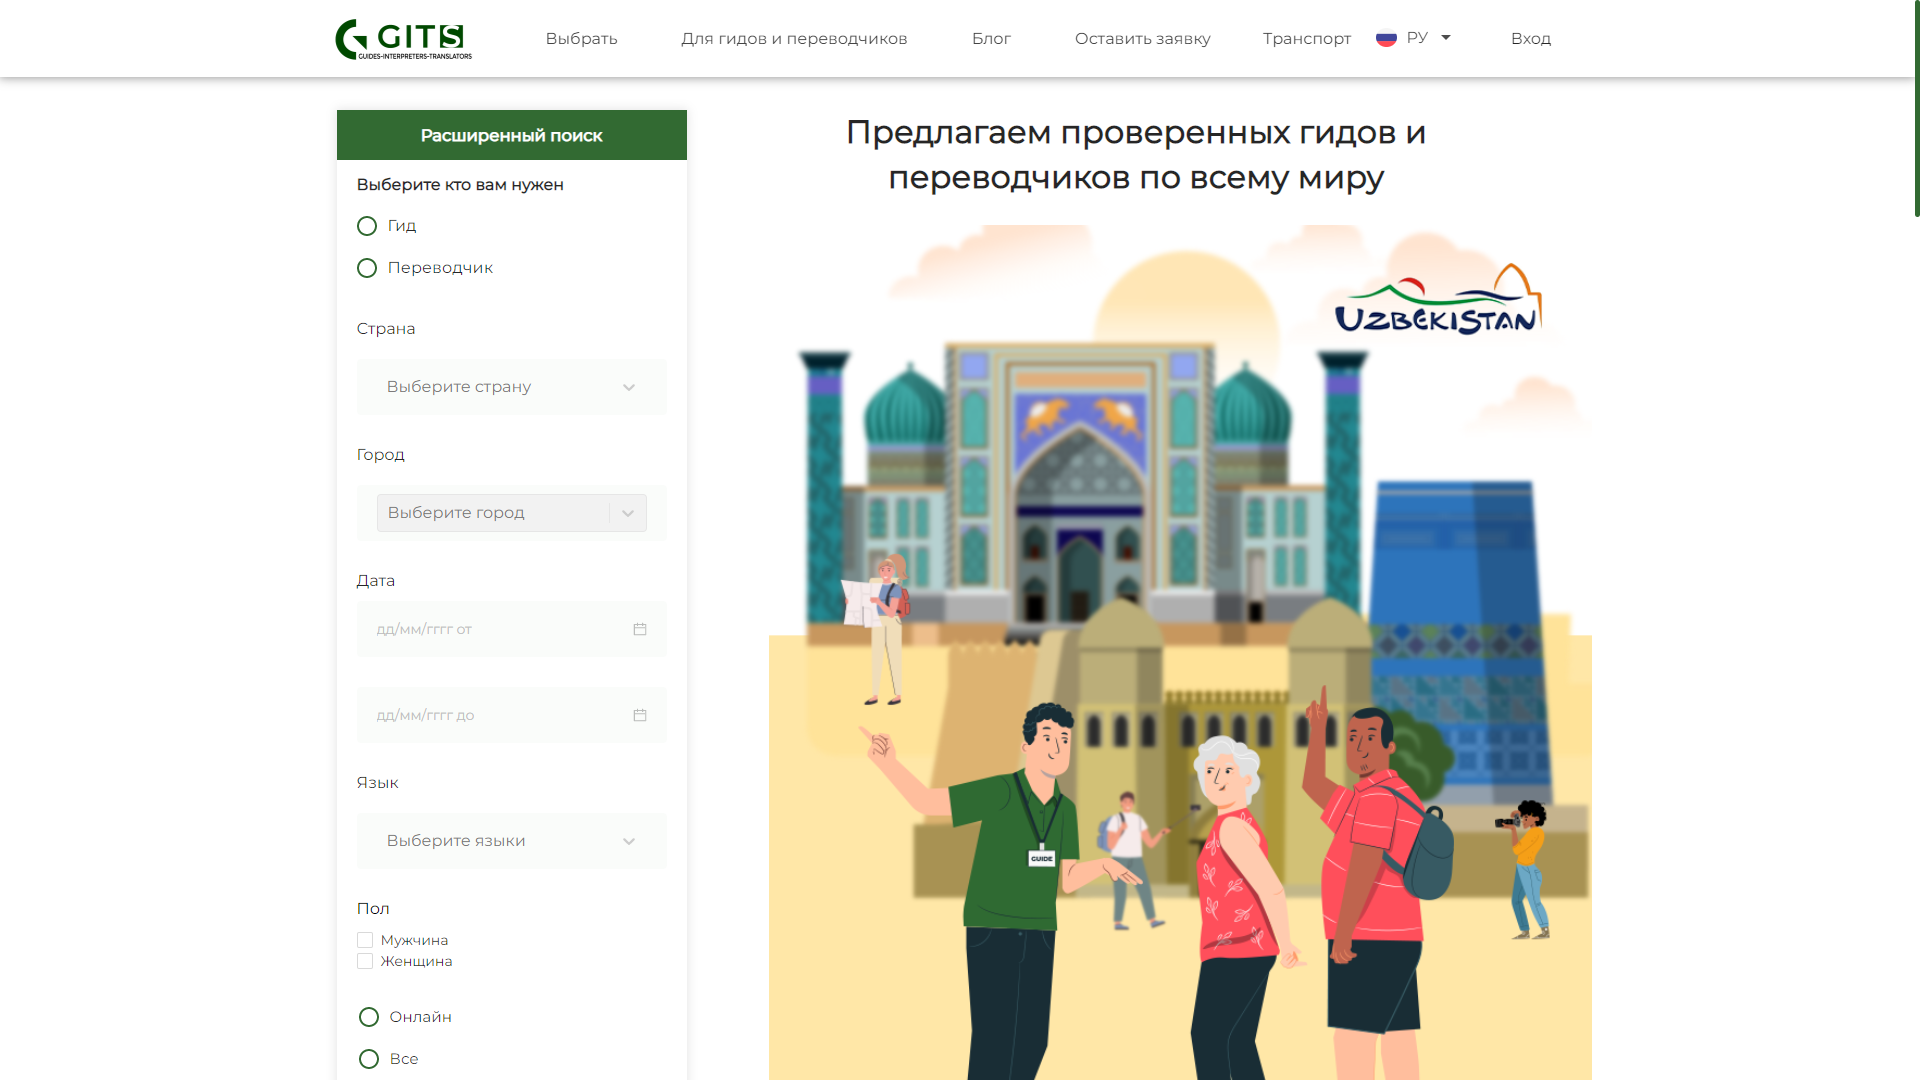 GITS
GUIDES-INTERPRETERS-TRANSLATORS
Выбрать
Для гидов и переводчиков
Блог
Оставить заявку
Транспорт
РУ
Вход
Расширенный поиск
Выберите кто вам нужен
Гид
Переводчик
Страна
Выберите страну
Город
Выберите город
Дата
дд/мм/гггг от
дд/мм/гггг до
Язык
Выберите языки
Пол
Мужчина
Женщина
Онлайн
Все
Предлагаем проверенных гидов и
переводчиков по всему миру
UZBEKISTAN
GUIDE